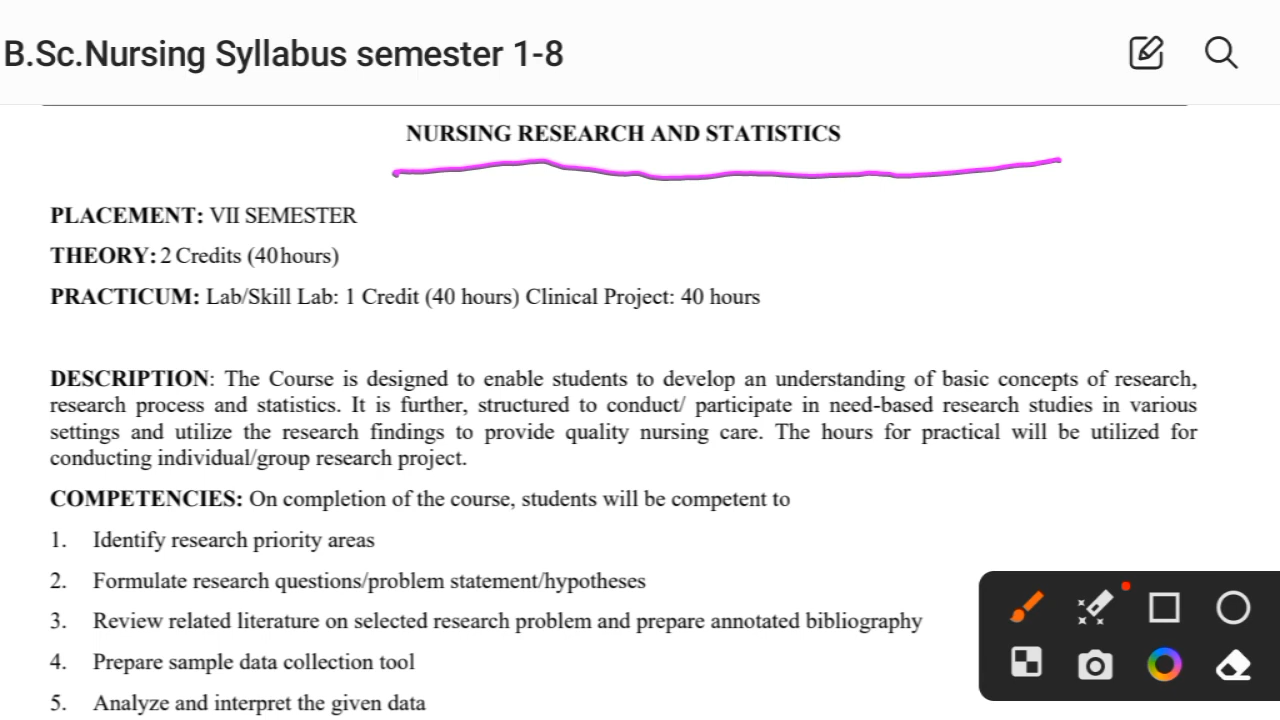 B.Sc.Nursing Syllabus semester 1-8
NURSING RESEARCH AND STATISTICS
PLACEMENT: VII SEMESTER
THEORY: 2 Credits (40 hours)
PRACTICUM: Lab/Skill Lab: 1 Credit (40 hours) Clinical Project: 40 hours
DESCRIPTION: The Course is designed to enable students to develop an understanding of basic concepts of research,
research process and statistics. It is further, structured to conduct/ participate in need-based research studies in various
settings and utilize the research findings to provide quality nursing care. The hours for practical will be utilized for
conducting individual/group research project.
COMPETENCIES: On completion of the course, students will be competent to
1. Identify research priority areas
2. Formulate research questions/problem statement/hypotheses
3. Review related literature on selected research problem and prepare annotated bibliography
4. Prepare sample data collection tool
5. Analyze and interpret the given data